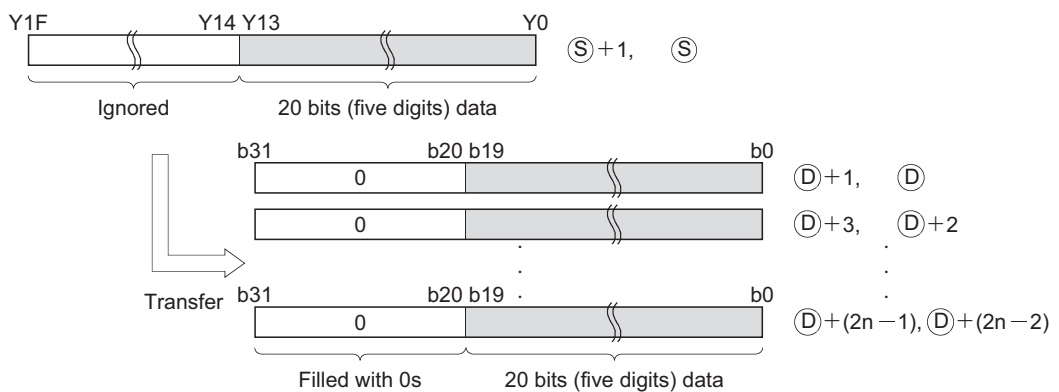 Y1F Y14 Y13 Y0
Ⓢ+1, Ⓢ
Ignored 20 bits (five digits) data
b31 b20 b19 b0
0 Ⓓ+1, Ⓓ
0 Ⓓ+3, Ⓓ+2
Transfer
b31 b20 b19 b0
0 Ⓓ+(2n−1), Ⓓ+(2n−2)
Filled with 0s 20 bits (five digits) data